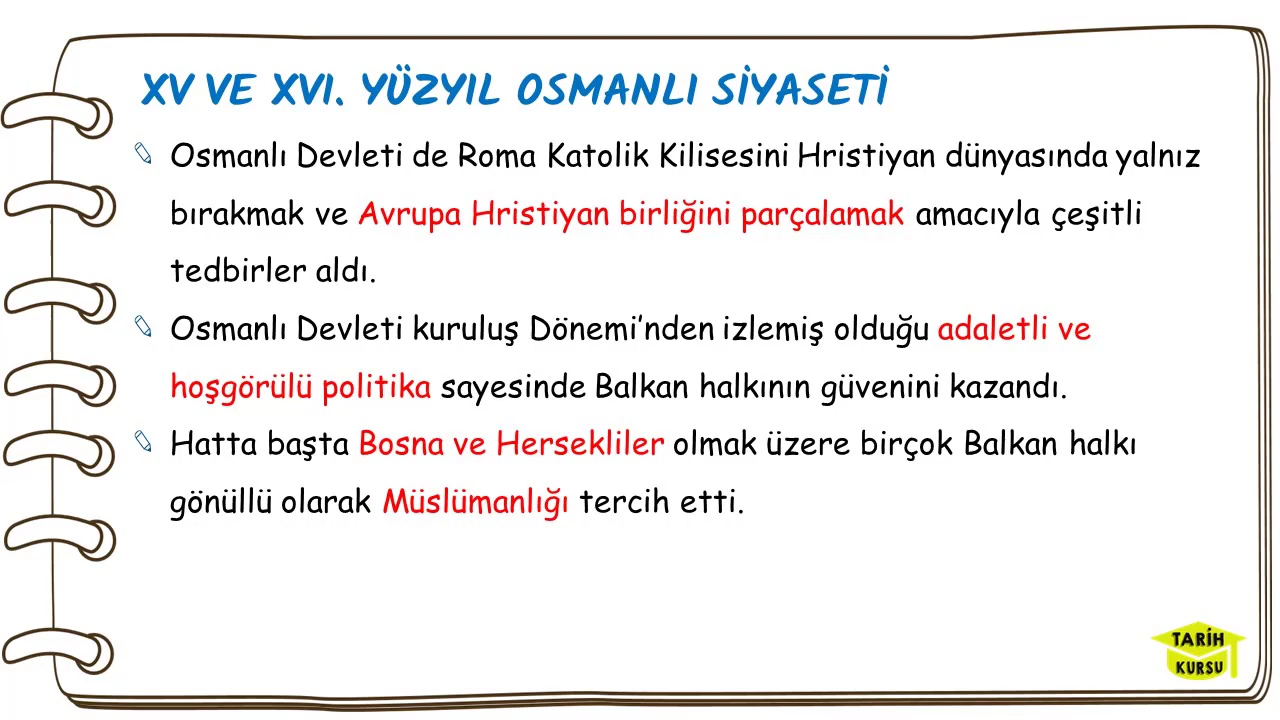 XV VE XVI. YÜZYIL OSMANLI SİYASETİ
Osmanlı Devleti de Roma Katolik Kilisesini Hristiyan dünyasında yalnız
bırakmak ve Avrupa Hristiyan birliğini parçalamak amacıyla çeşitli
tedbirler aldı.
Osmanlı Devleti kuruluş Dönemi’nden izlemiş olduğu adaletli ve
hoşgörülü politika sayesinde Balkan halkının güvenini kazandı.
Hatta başta Bosna ve Hersekliler olmak üzere birçok Balkan halkı
gönüllü olarak Müslümanlığı tercih etti.
TARİH
KURSU